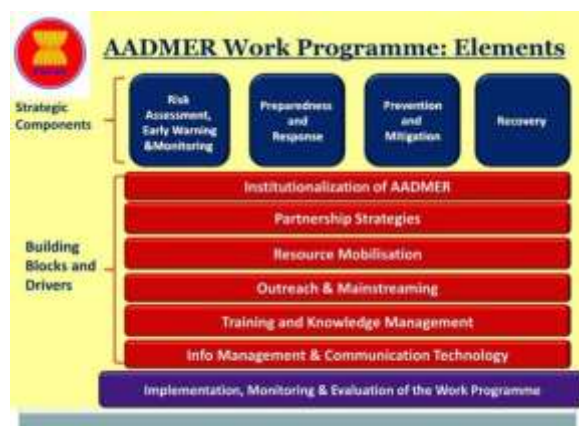 AADMER Work Programme: Elements
Strategic
Components
Risk
Assessment,
Early Warning
&Monitoring
Preparedness
and
Response
Prevention
and
Mitigation
Recovery
Building
Blocks and
Drivers
Institutionalization of AADMER
Partnership Strategies
Resource Mobilisation
Outreach & Mainstreaming
Training and Knowledge Management
Info Management & Communication Technology
Implementation, Monitoring & Evaluation of the Work Programme